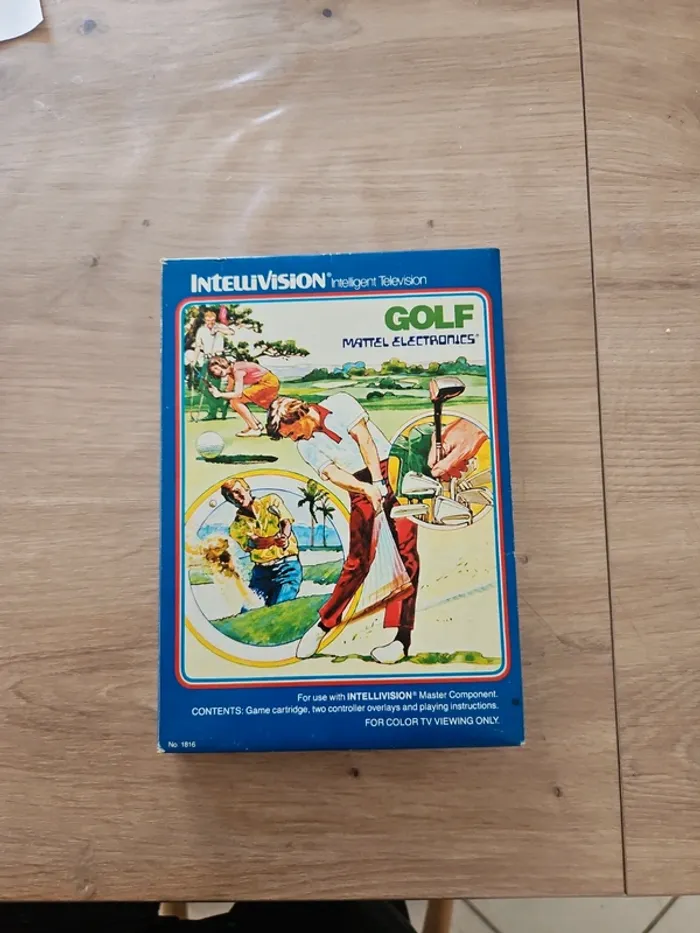 INTELLIVISION® Intelligent Television
GOLF
MATTEL ELECTRONICS®
For use with INTELLIVISION® Master Component.
CONTENTS: Game cartridge, two controller overlays and playing instructions.
FOR COLOR TV VIEWING ONLY.
No. 1816